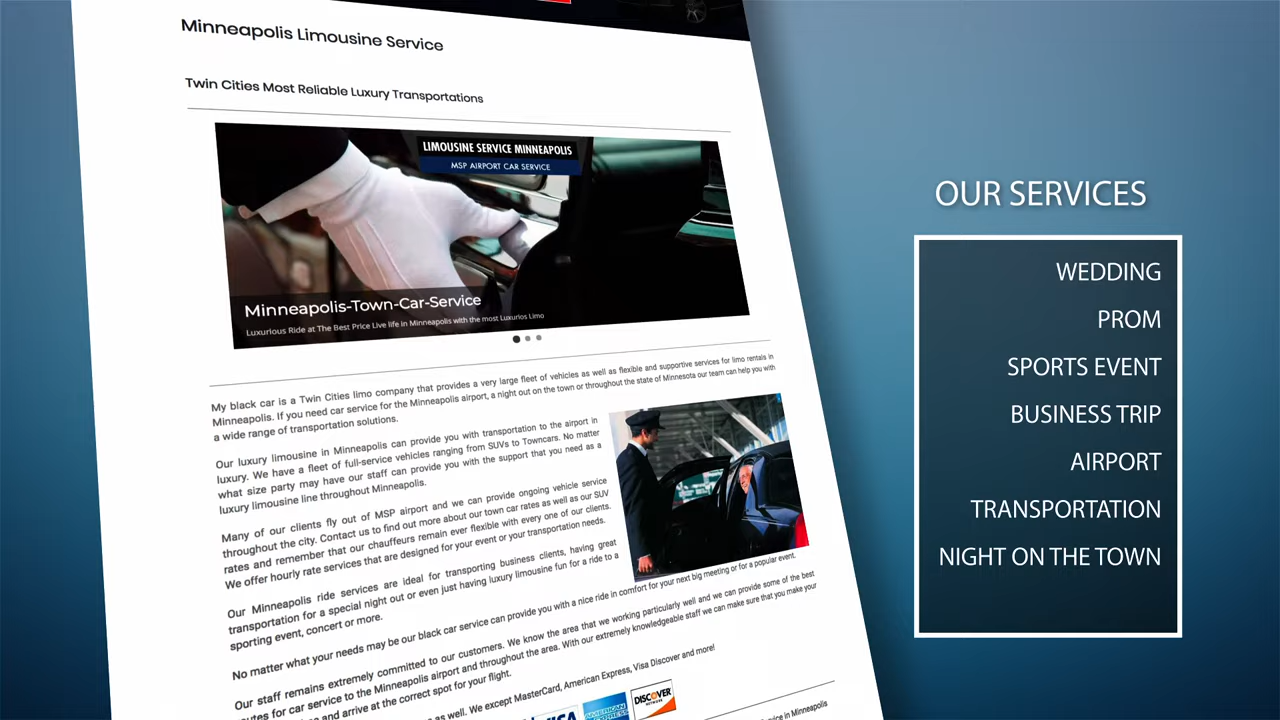 Minneapolis Limousine Service
Twin Cities Most Reliable Luxury Transportations
LIMOUSINE SERVICE MINNEAPOLIS
MSP AIRPORT CAR SERVICE
Minneapolis-Town-Car-Service
Luxurious Ride at The Best Price Live life in Minneapolis with the most Luxurios Limo
My black car is a Twin Cities limo company that provides a very large fleet of vehicles as well as flexible and supportive services for limo rentals in
Minneapolis. If you need car service for the Minneapolis airport, a night out on the town or throughout the state of Minnesota our team can help you with
a wide range of transportation solutions.
Our luxury limousine in Minneapolis can provide you with transportation to the airport in
luxury. We have a fleet of full-service vehicles ranging from SUVs to Towncars. No matter
what size party may have our staff can provide you with the support that you need as a
luxury limousine line throughout Minneapolis.
Many of our clients fly out of MSP airport and we can provide ongoing vehicle service
throughout the city. Contact us to find out more about our town car rates as well as our SUV
rates and remember that our chauffeurs remain ever flexible with every one of our clients.
We offer hourly rate services that are designed for your event or your transportation needs.
Our Minneapolis ride services are ideal for transporting business clients, having great
transportation for a special night out or even just having luxury limousine fun for a ride to a
sporting event, concert or more.
No matter what your needs may be our black car service can provide you with a nice ride in comfort for your next big meeting or for a popular event.
Our staff remains extremely committed to our customers. We know the area that we working particularly well and we can provide some of the best
utes for car service to the Minneapolis airport and throughout the area. With our extremely knowledgeable staff we can make sure that you make your
and arrive at the correct spot for your flight.
as well. We except MasterCard, American Express, Visa Discover and more!
VISA
AMERICAN EXPRESS
DISCOVER
NETWORK
Service in Minneapolis
OUR SERVICES
WEDDING
PROM
SPORTS EVENT
BUSINESS TRIP
AIRPORT
TRANSPORTATION
NIGHT ON THE TOWN